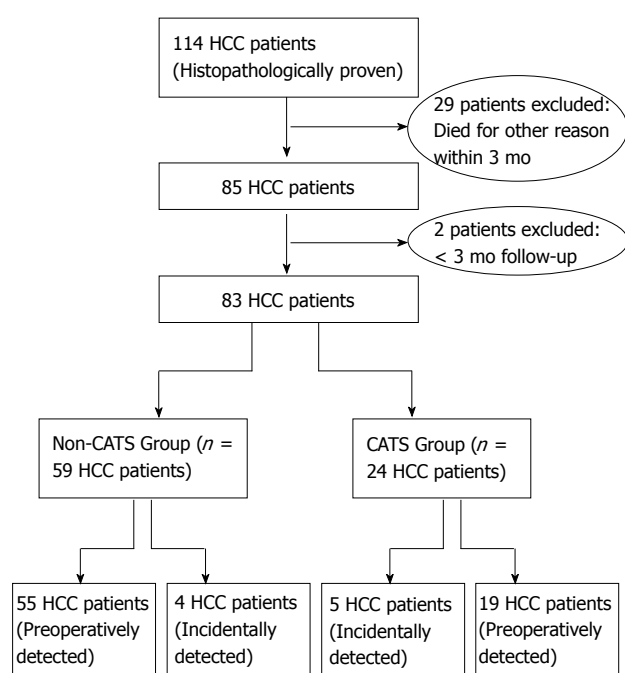 114 HCC patients
(Histopathologically proven)
29 patients excluded:
Died for other reason
within 3 mo
85 HCC patients
2 patients excluded:
< 3 mo follow-up
83 HCC patients
Non-CATS Group (n =
59 HCC patients)
CATS Group (n =
24 HCC patients)
55 HCC patients
(Preoperatively
detected)
4 HCC patients
(Incidentally
detected)
5 HCC patients
(Incidentally
detected)
19 HCC patients
(Preoperatively
detected)